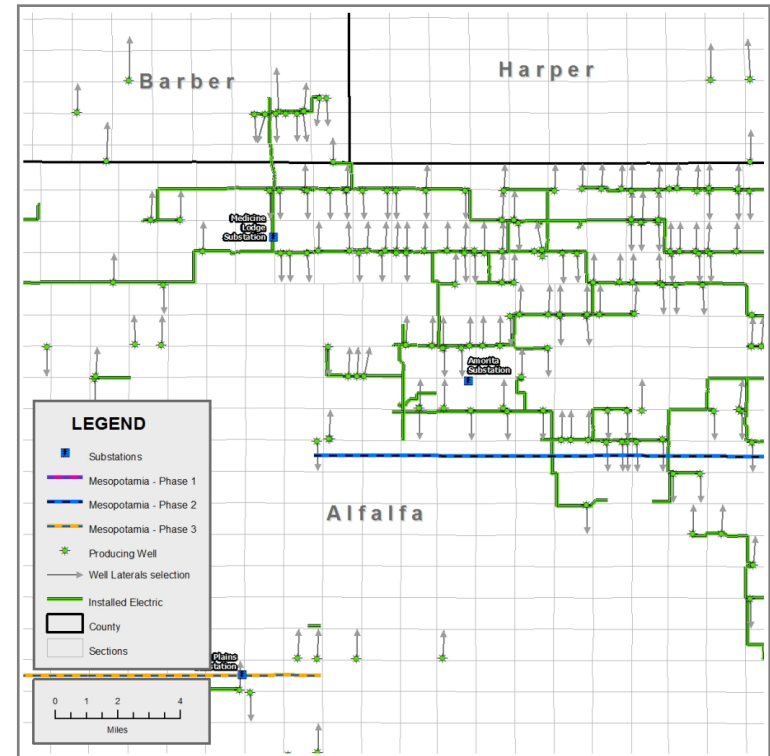 Barber
Harper
Medicine
Lodge
Substation
Amorita
Substation
Alfalfa
Plains
LEGEND
Substations
Mesopotamia - Phase 1
Mesopotamia - Phase 2
Mesopotamia - Phase 3
Producing Well
Well Laterals selection
Installed Electric
County
Sections
0 1 2 4
Miles